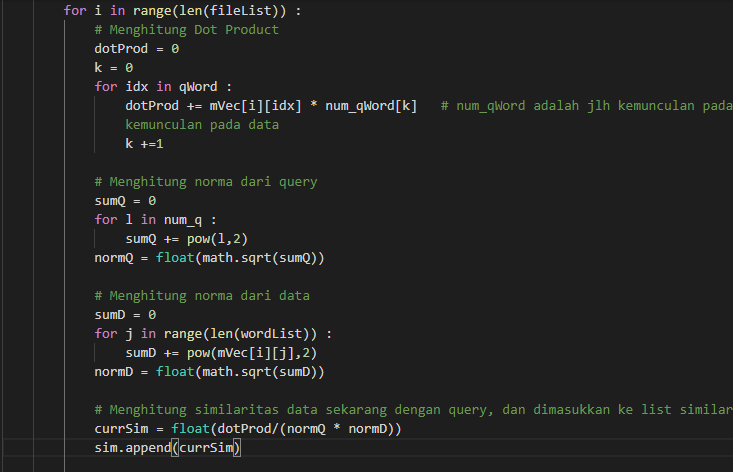 for i in range(len(fileList)) :
# Menghitung Dot Product
dotProd = 0
k = 0
for idx in qWord :
dotProd += mVec[i][idx] * num_qWord[k]   # num_qWord adalah jlh kemunculan pada
kemunculan pada data
k +=1
# Menghitung norma dari query
sumQ = 0
for l in num_q :
sumQ += pow(l,2)
normQ = float(math.sqrt(sumQ))
# Menghitung norma dari data
sumD = 0
for j in range(len(wordList)) :
sumD += pow(mVec[i][j],2)
normD = float(math.sqrt(sumD))
# Menghitung similaritas data sekarang dengan query, dan dimasukkan ke list similar
currSim = float(dotProd/(normQ * normD))
sim.append(currSim)